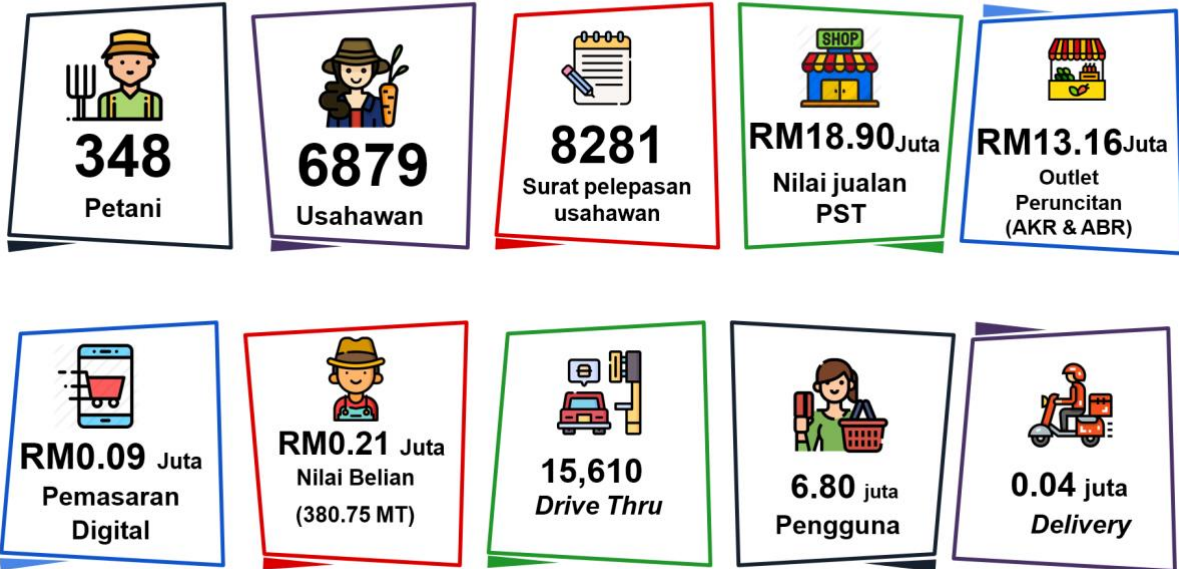 348
Petani
6879
Usahawan
8281
Surat pelepasan
usahawan
SHOP
RM18.90Juta
Nilai jualan
PST
RM13.16Juta
Outlet
Peruncitan
(AKR & ABR)
RM0.09 Juta
Pemasaran
Digital
RM0.21 Juta
Nilai Belian
(380.75 MT)
15,610
Drive Thru
6.80 juta
Pengguna
0.04 juta
Delivery